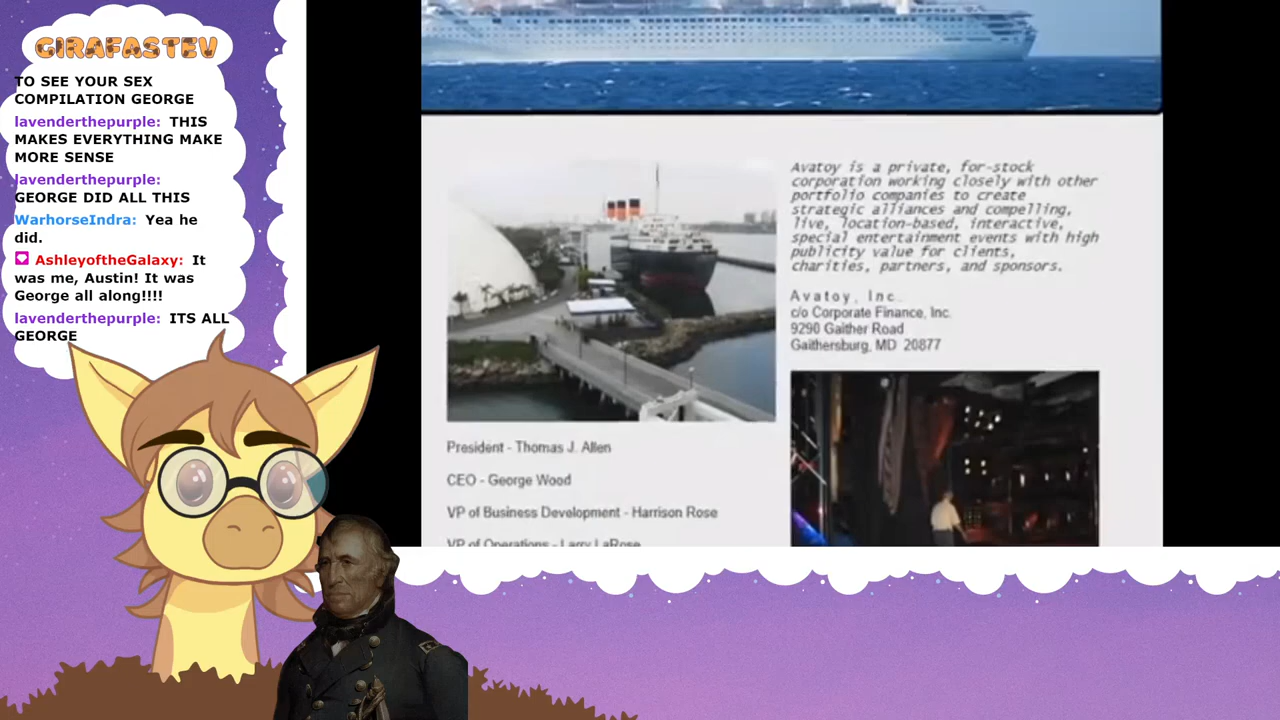 GIRAFASTEV
TO SEE YOUR SEX
COMPILATION GEORGE
lavenderthepurple: THIS
MAKES EVERYTHING MAKE
MORE SENSE
lavenderthepurple:
GEORGE DID ALL THIS
WarhorseIndra: Yea he
did.
AshleyoftheGalaxy: It
was me, Austin! It was
George all along!!!!
lavenderthepurple: ITS ALL
GEORGE
Avatoy is a private, for-stock
corporation working closely with other
portfolio companies to create
strategic alliances and compelling,
live, location-based, interactive,
special entertainment events with high
publicity value for clients,
charities, partners, and sponsors.
Avatoy, Inc.
c/o Corporate Finance, Inc.
9290 Gaither Road
Gaithersburg, MD 20877
President - Thomas J. Allen
CEO - George Wood
VP of Business Development - Harrison Rose
VP of Operations - Larry LaRose